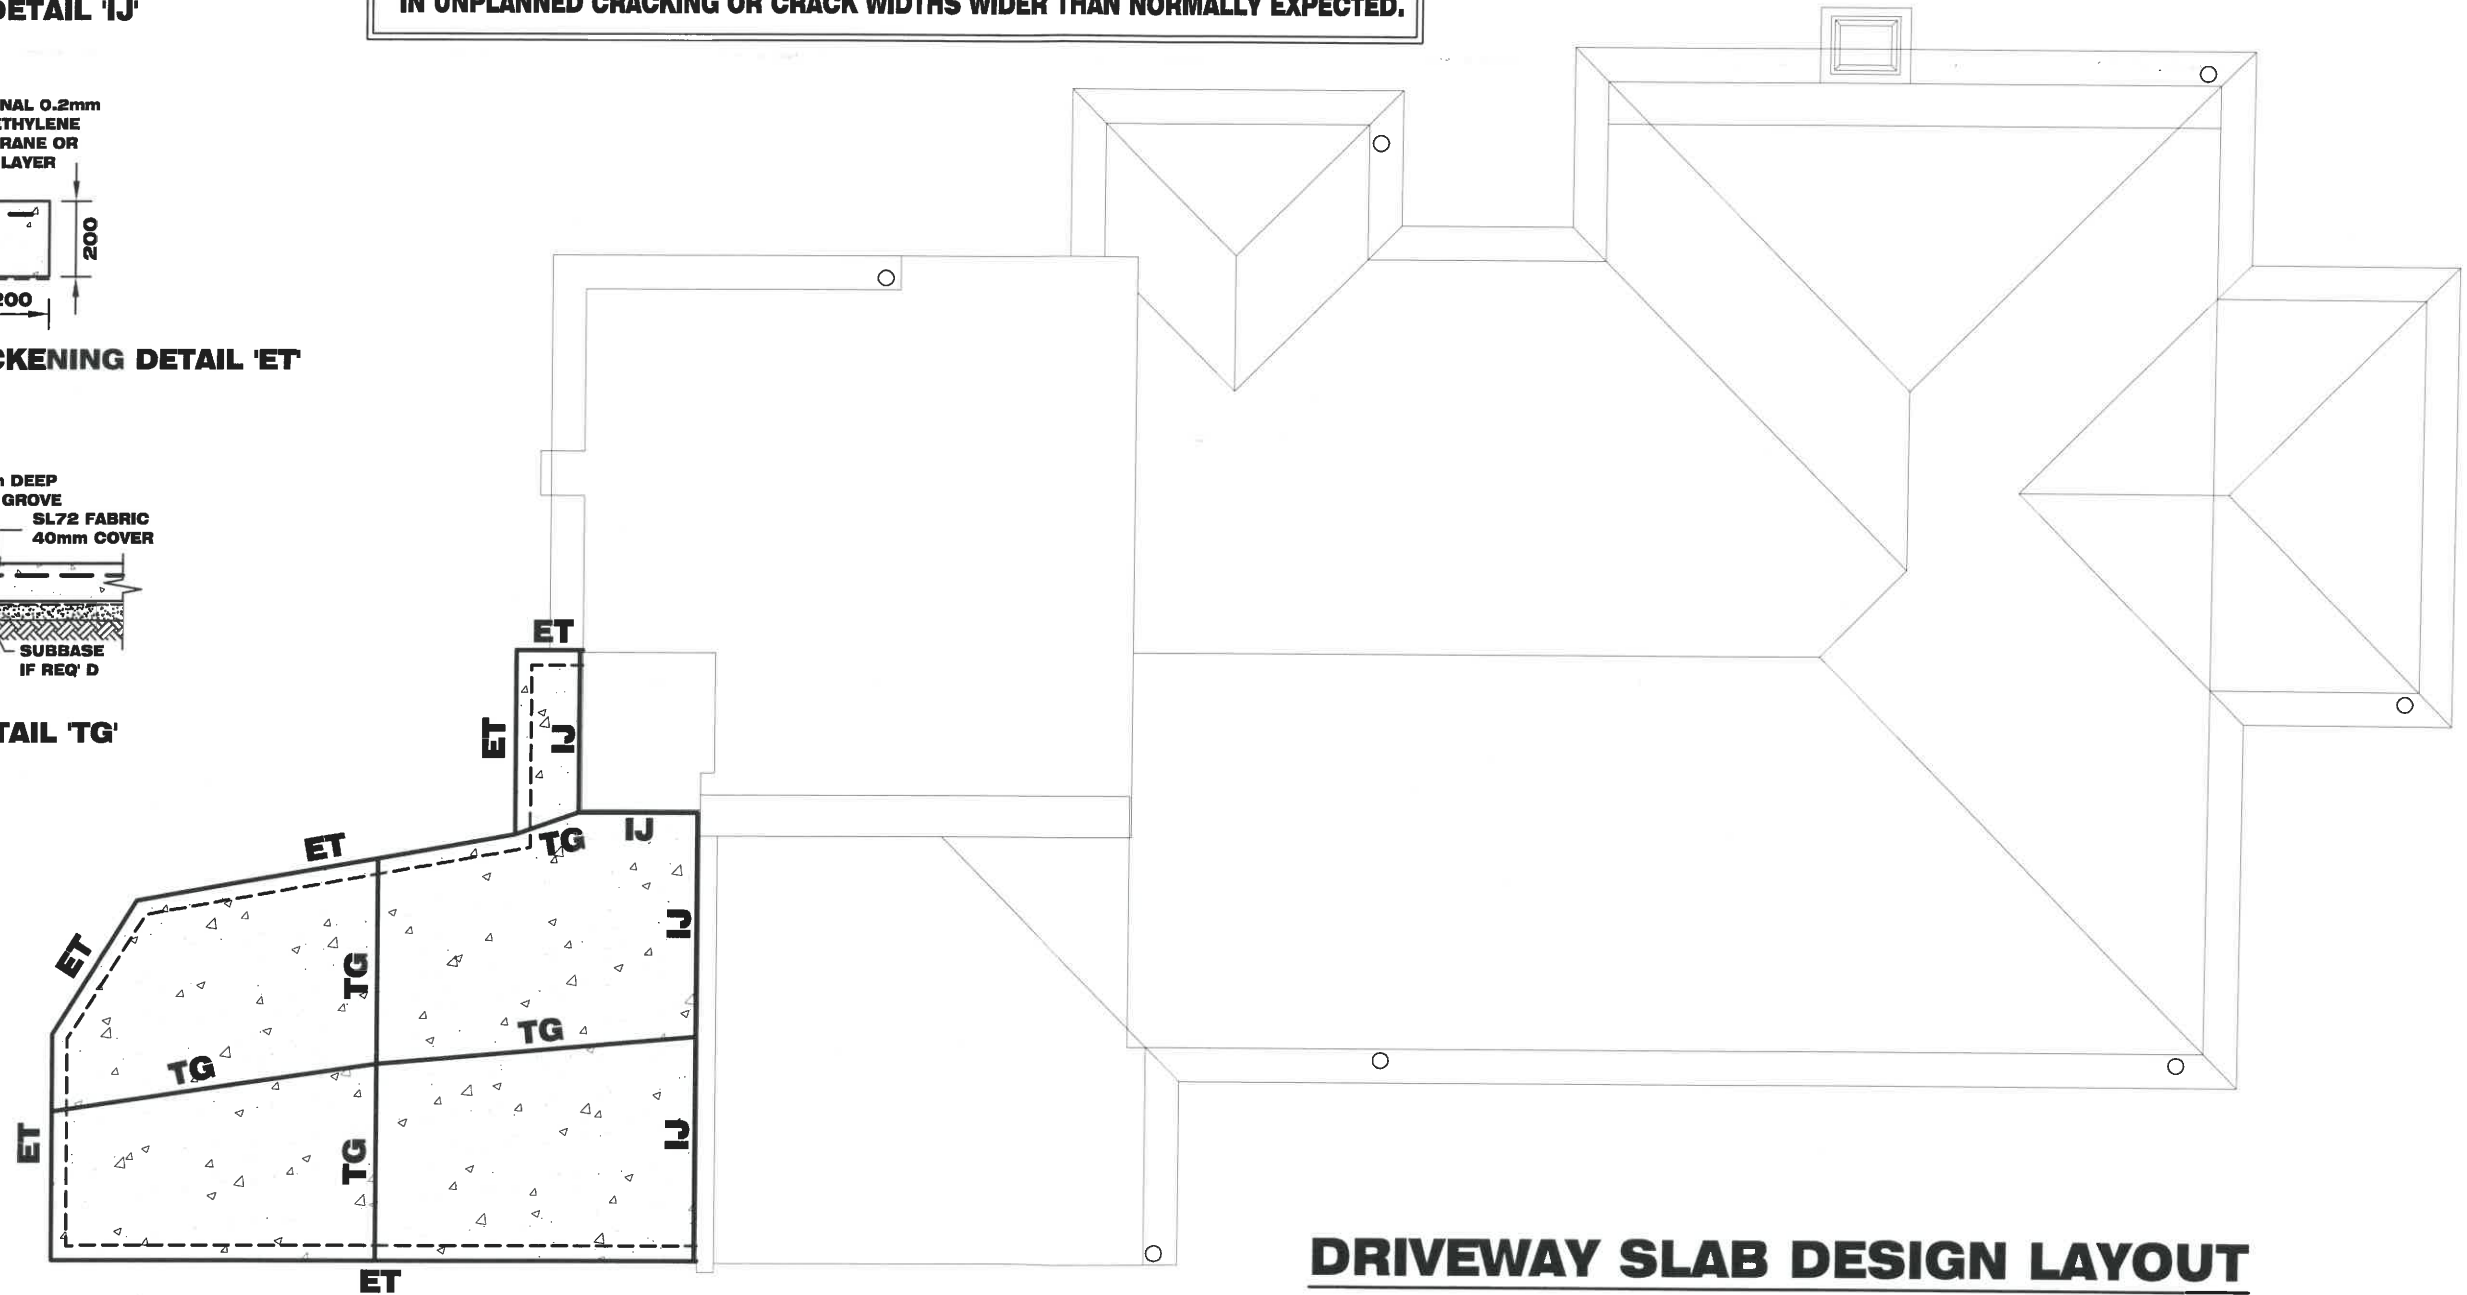 DETAIL 'IJ'
IN UNPLANNED CRACKING OR CRACK WIDTHS WIDER THAN NORMALLY EXPECTED.
NAL 0.2mm
ETHYLENE
RANE OR
LAYER
200
200
CKENING DETAIL 'ET'
DEEP
GROVE
SL72 FABRIC
40mm COVER
SUBBASE
IF REQ'D
TAIL 'TG'
ET
ET
IJ
ET
TG
IJ
ET
TG
IJ
TG
TG
ET
TG
IJ
ET
DRIVEWAY SLAB DESIGN LAYOUT